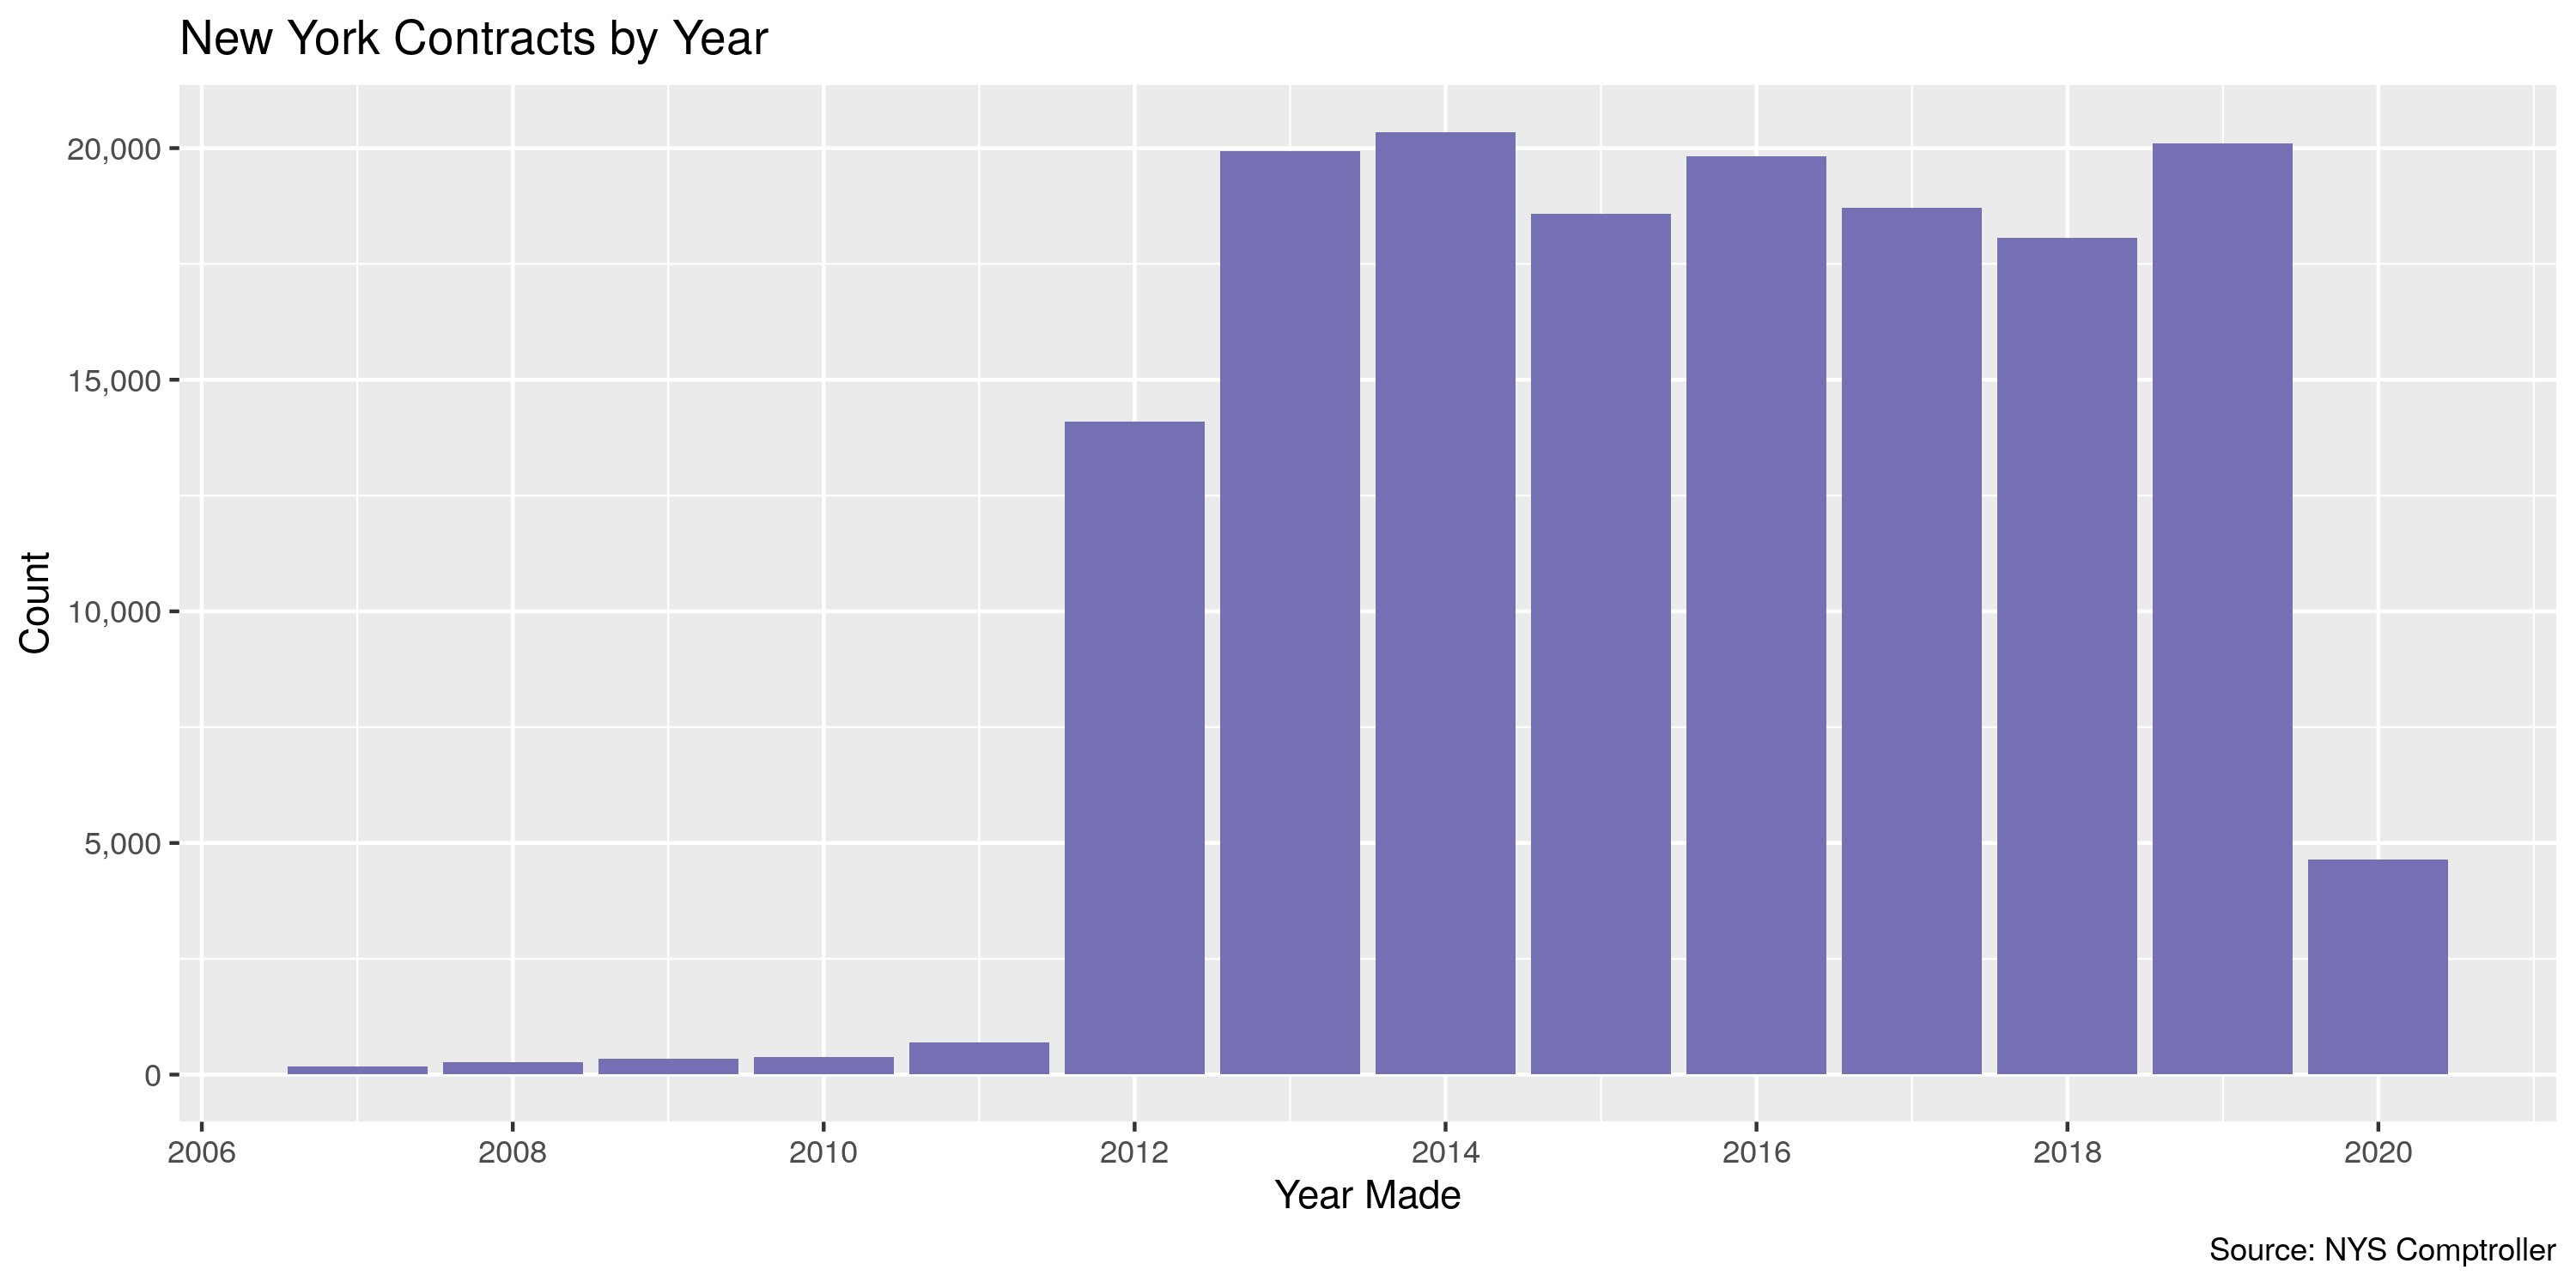 New York Contracts by Year
20,000
15,000
10,000
5,000
0
Count
2006 2008 2010 2012 2014 2016 2018 2020
Year Made
Source: NYS Comptroller